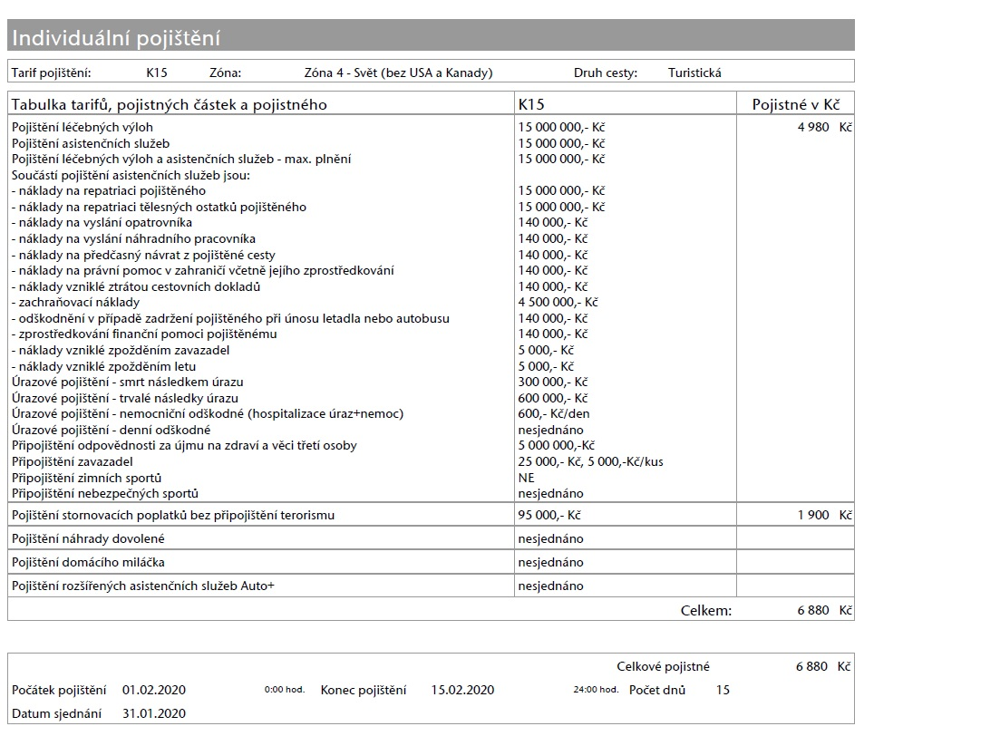 Individuální pojištění
Tarif pojištění: K15 Zóna: Zóna 4 - Svět (bez USA a Kanady) Druh cesty: Turistická
Tabulka tarifů, pojistných částek a pojistného K15 Pojistné v Kč
Pojištění léčebných výloh 15 000 000,- Kč 4 980 Kč
Pojištění asistenčních služeb 15 000 000,- Kč
Pojištění léčebných výloh a asistenčních služeb - max. plnění 15 000 000,- Kč
Součástí pojištění asistenčních služeb jsou:
- náklady na repatriaci pojištěného 15 000 000,- Kč
- náklady na repatriaci tělesných ostatků pojištěného 15 000 000,- Kč
- náklady na vyslání opatrovníka 140 000,- Kč
- náklady na vyslání náhradního pracovníka 140 000,- Kč
- náklady na předčasný návrat z pojištěné cesty 140 000,- Kč
- náklady na právní pomoc v zahraničí včetně jejího zprostředkování 140 000,- Kč
- náklady vzniklé ztrátou cestovních dokladů 140 000,- Kč
- zachraňovací náklady 4 500 000,- Kč
- odškodnění v případě zadržení pojištěného při únosu letadla nebo autobusu 140 000,- Kč
- zprostředkování finanční pomoci pojištěnému 140 000,- Kč
- náklady vzniklé zpožděním zavazadel 5 000,- Kč
- náklady vzniklé zpožděním letu 5 000,- Kč
Úrazové pojištění - smrt následkem úrazu 300 000,- Kč
Úrazové pojištění - trvalé následky úrazu 600 000,- Kč
Úrazové pojištění - nemocniční odškodné (hospitalizace úraz+nemoc) 600,- Kč/den
Úrazové pojištění - denní odškodné nesjednáno
Připojištění odpovědnosti za újmu na zdraví a věci třetí osoby 5 000 000,-Kč
Připojištění zavazadel 25 000,- Kč, 5 000,-Kč/kus
Připojištění zimních sportů NE
Připojištění nebezpečných sportů nesjednáno
Pojištění stornovacích poplatků bez připojištění terorismu 95 000,- Kč 1 900 Kč
Pojištění náhrady dovolené nesjednáno
Pojištění domácího miláčka nesjednáno
Pojištění rozšířených asistenčních služeb Auto+ nesjednáno
Celkem: 6 880 Kč
Celkové pojistné 6 880 Kč
Počátek pojištění 01.02.2020 0:00 hod. Konec pojištění 15.02.2020 24:00 hod. Počet dnů 15
Datum sjednání 31.01.2020